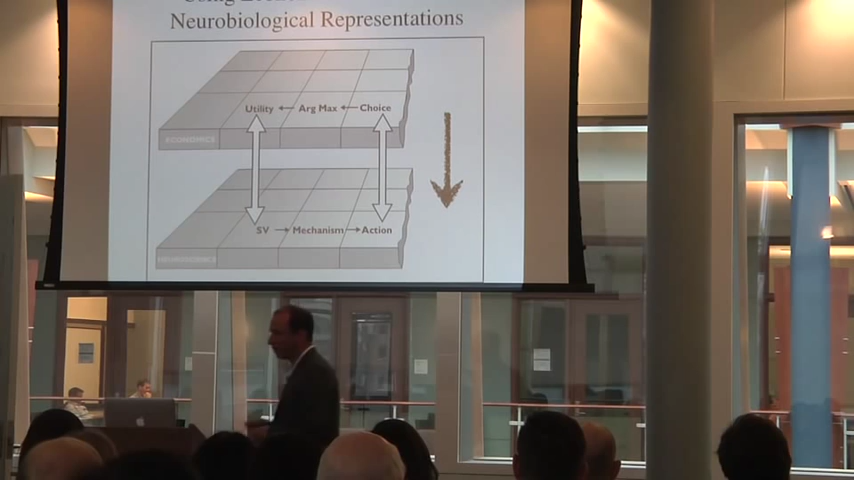 Neurobiological Representations
Utility Arg Max Choice
ECONOMICS
SV Mechanism Action